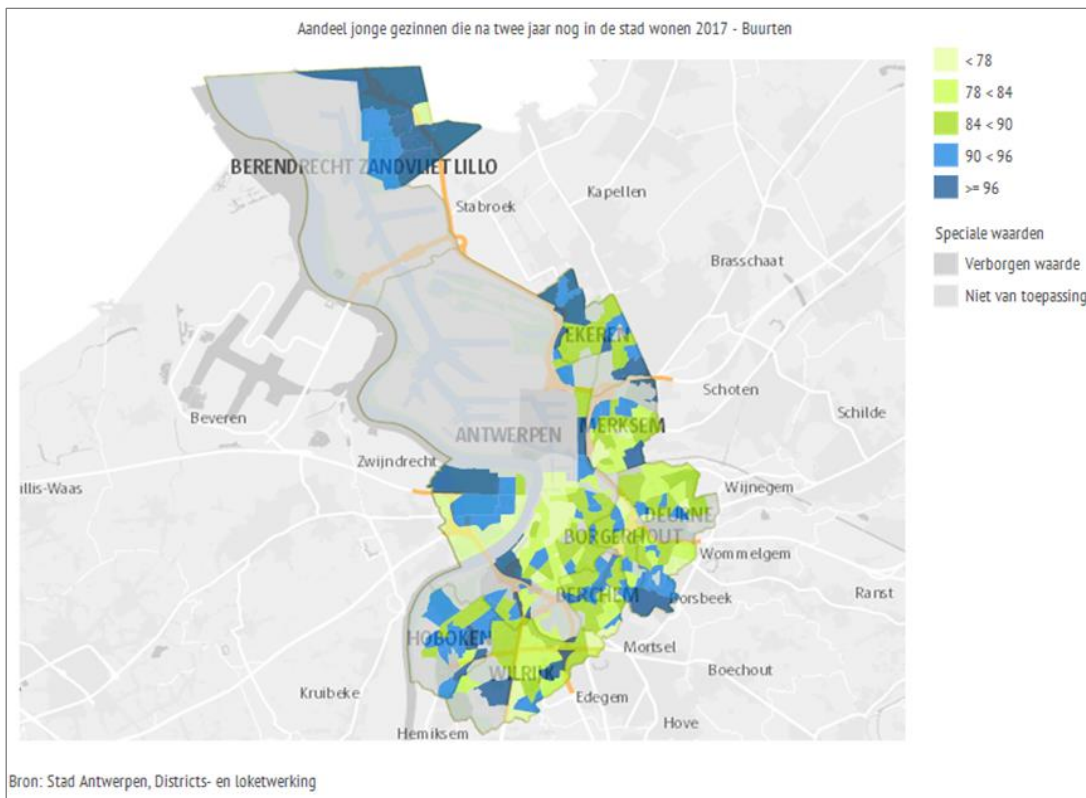 Aandeel jonge gezinnen die na twee jaar nog in de stad wonen 2017 - Buurten
< 78
78 < 84
84 < 90
90 < 96
>= 96
Speciale waarden
Verborgen waarde
Niet van toepassing
BERENDRECHT ZANDVLIET LILLO
Stabroek
Kapellen
Brasschaat
EKEREN
Schoten
Schilde
Beveren
ANTWERPEN
MERKSEM
Zwijndrecht
illis-Waas
Wijnegem
DEURNE
BORGERHOUT
Wommelgem
BERCHEM
Borsbeek
Ranst
HOBOKEN
Mortsel
Boechout
WILRIJK
Kruibeke
Edegem
Hove
Hemiksem
Bron: Stad Antwerpen, Districts- en loketwerking